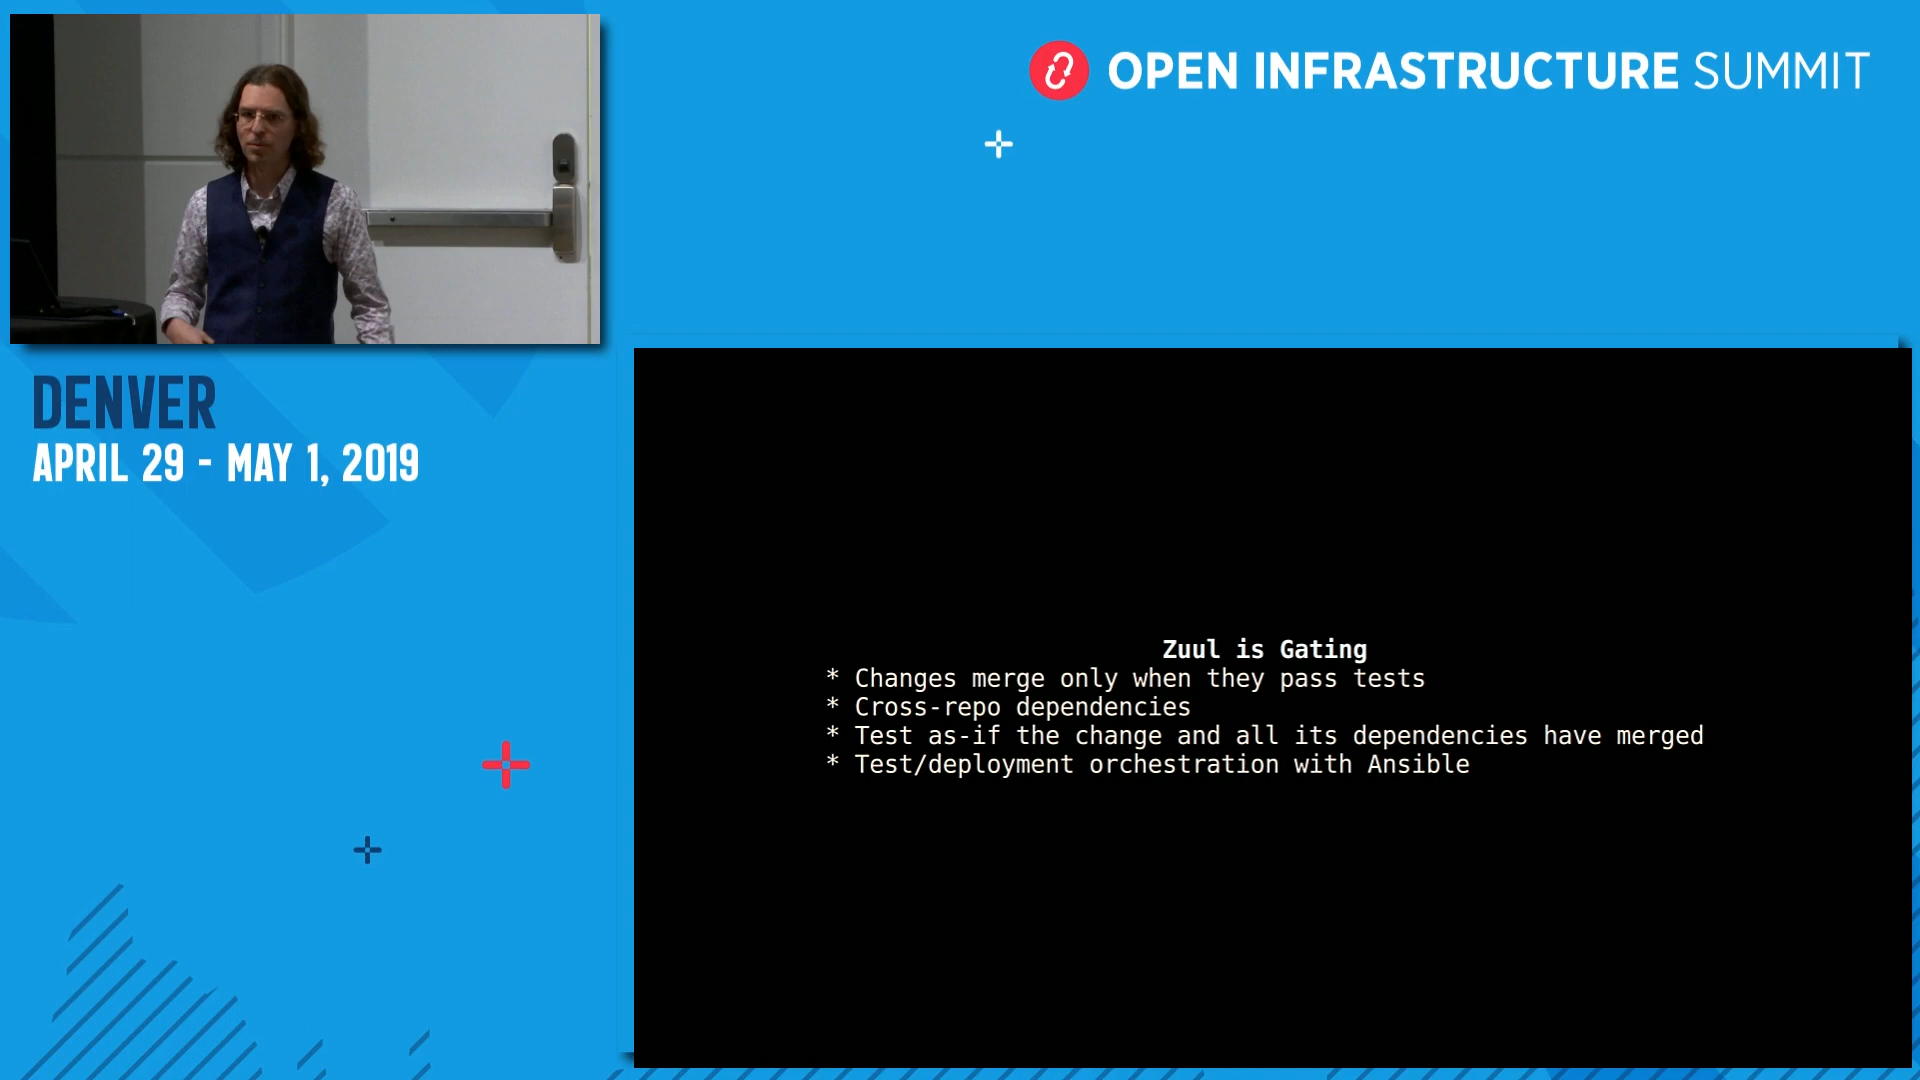 OPEN INFRASTRUCTURE SUMMIT
DENVER
APRIL 29 - MAY 1, 2019
Zuul is Gating
* Changes merge only when they pass tests
* Cross-repo dependencies
* Test as-if the change and all its dependencies have merged
* Test/deployment orchestration with Ansible